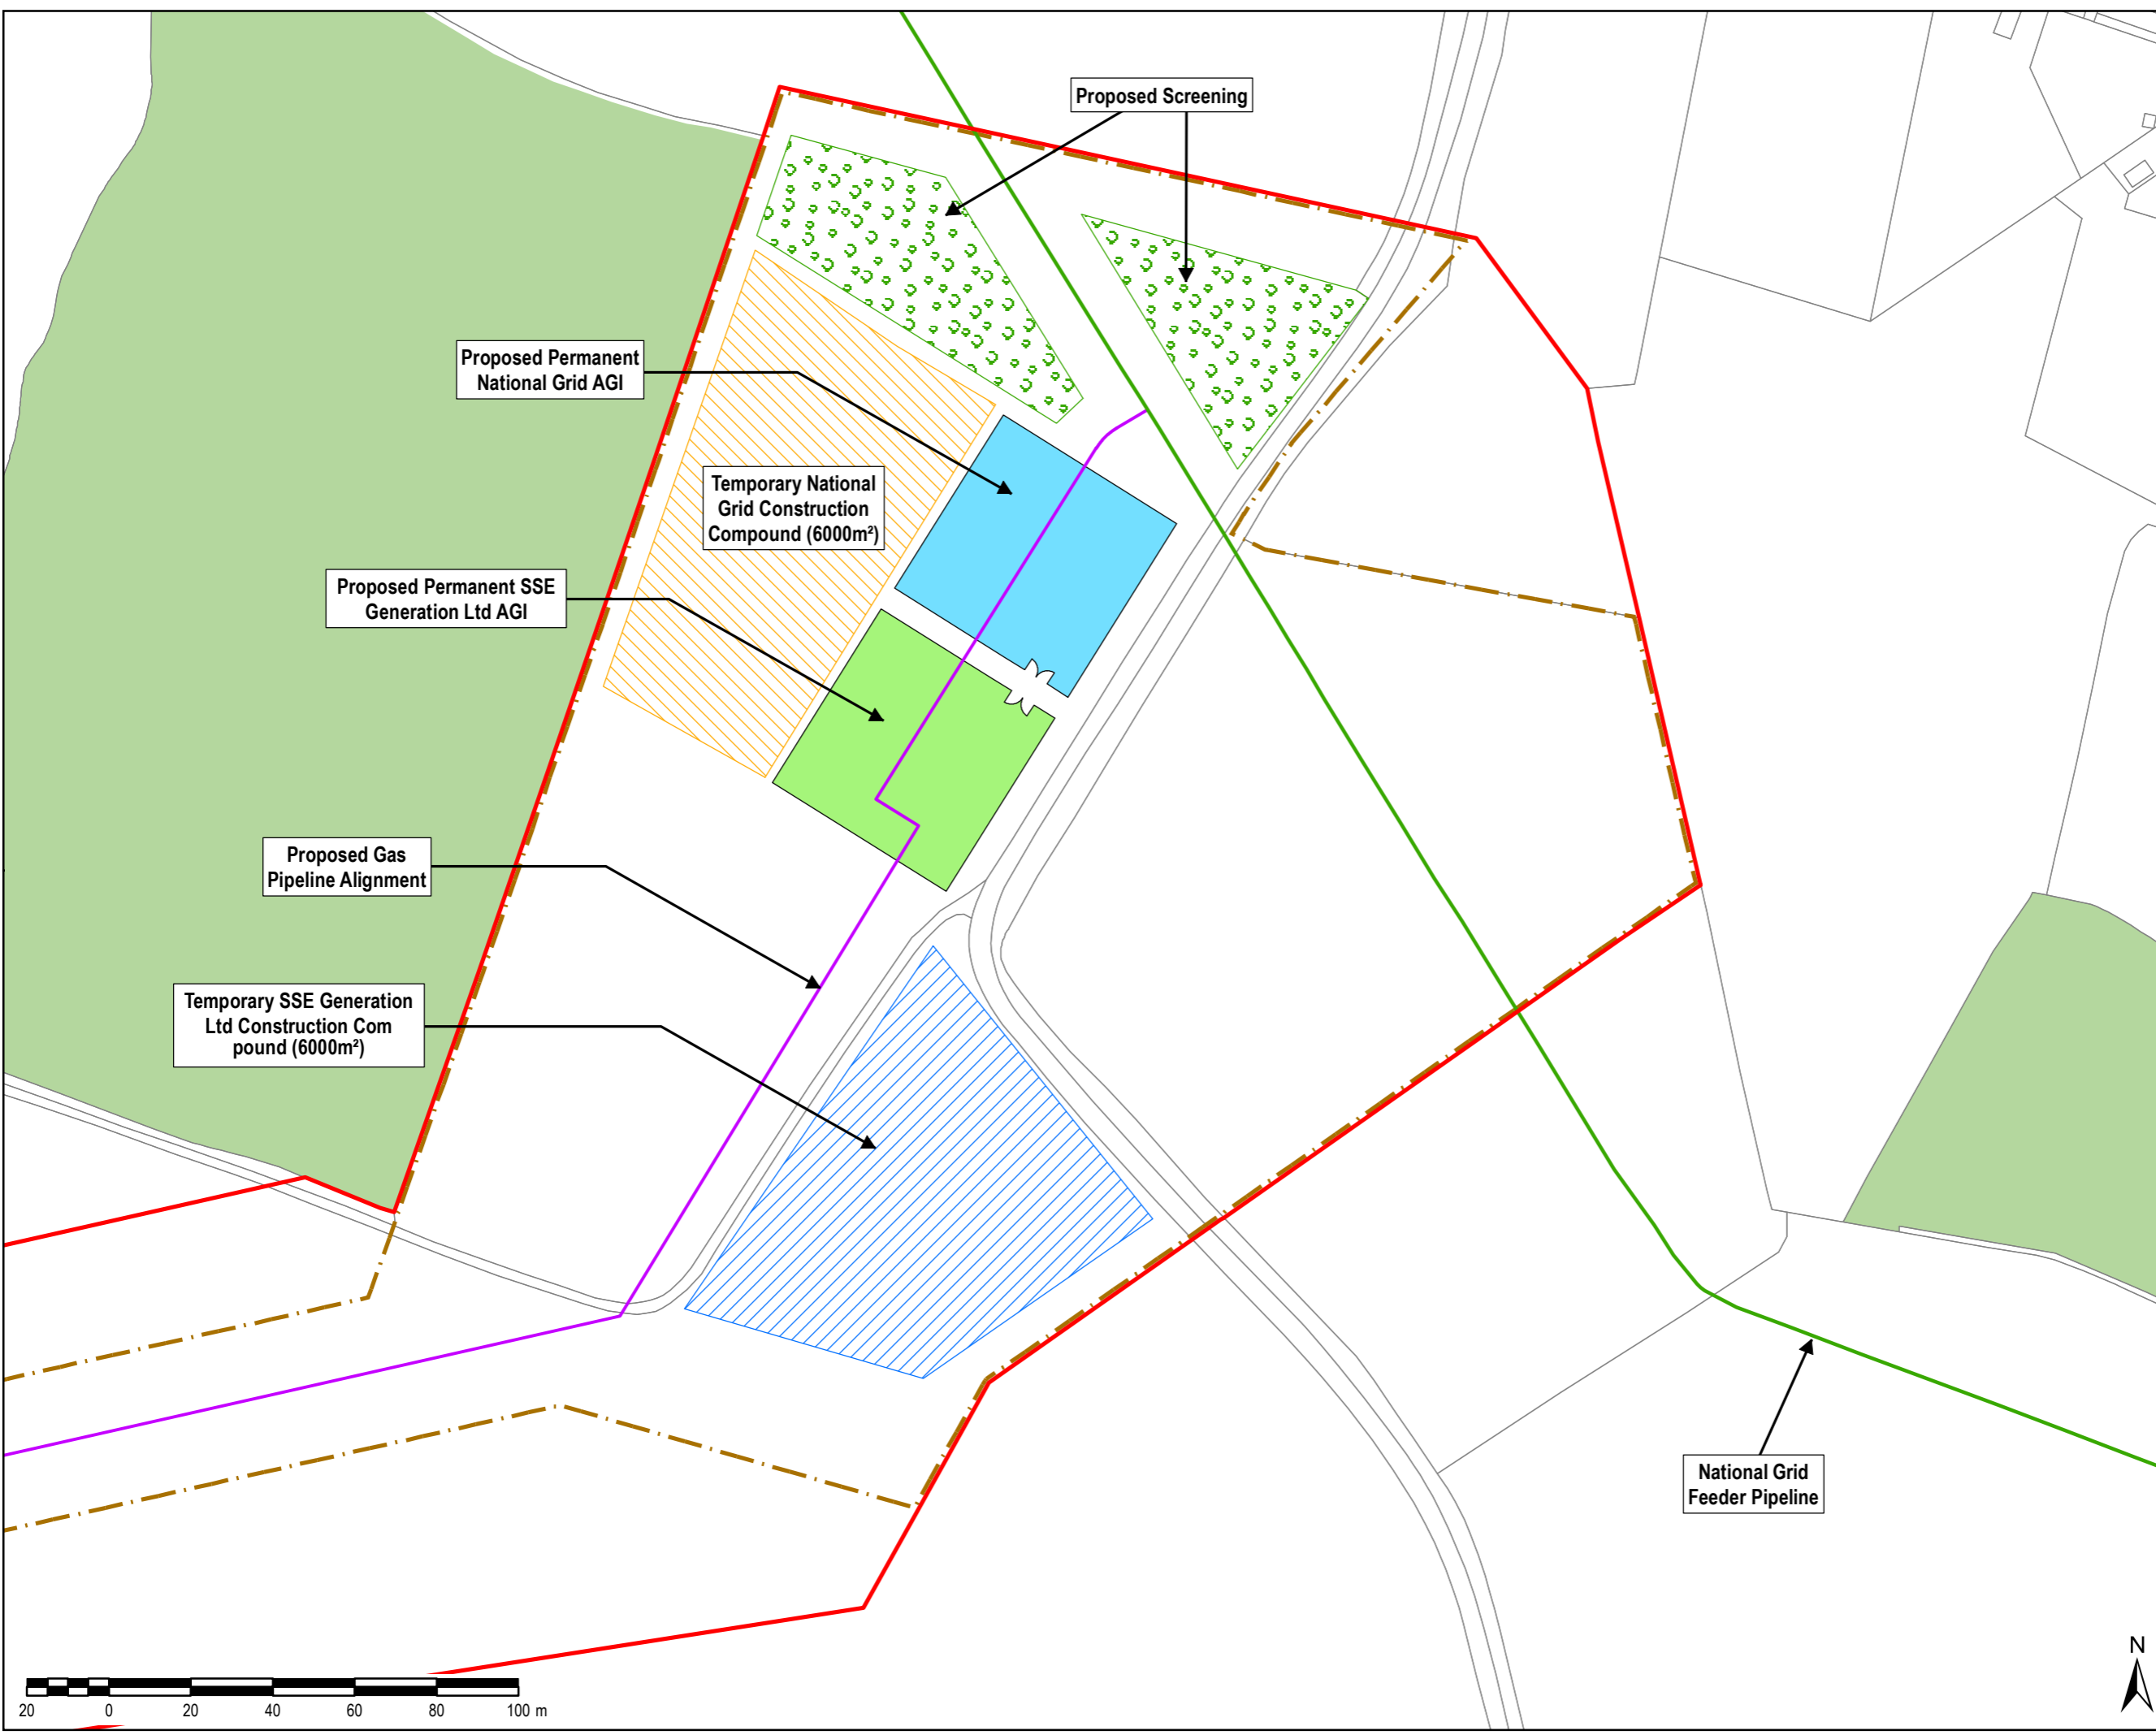 Proposed Screening
Proposed Permanent
National Grid AGI
Temporary National
Grid Construction
Compound (6000m²)
Proposed Permanent SSE
Generation Ltd AGI
Proposed Gas
Pipeline Alignment
Temporary SSE Generation
Ltd Construction Com
pound (6000m²)
National Grid
Feeder Pipeline
N
20 0 20 40 60 80 100 m